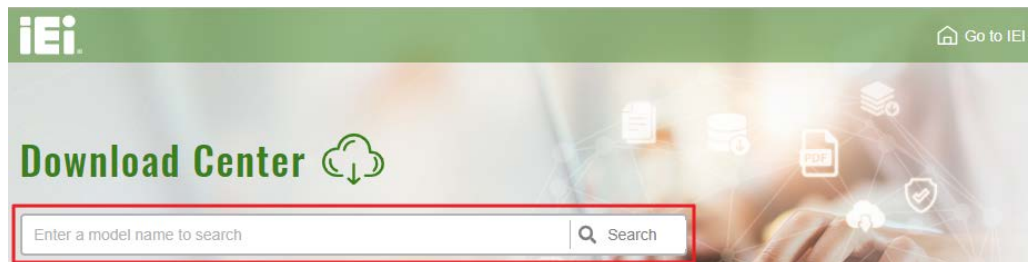 iEi.
Go to IEI
Download Center
PDF
Enter a model name to search
Search